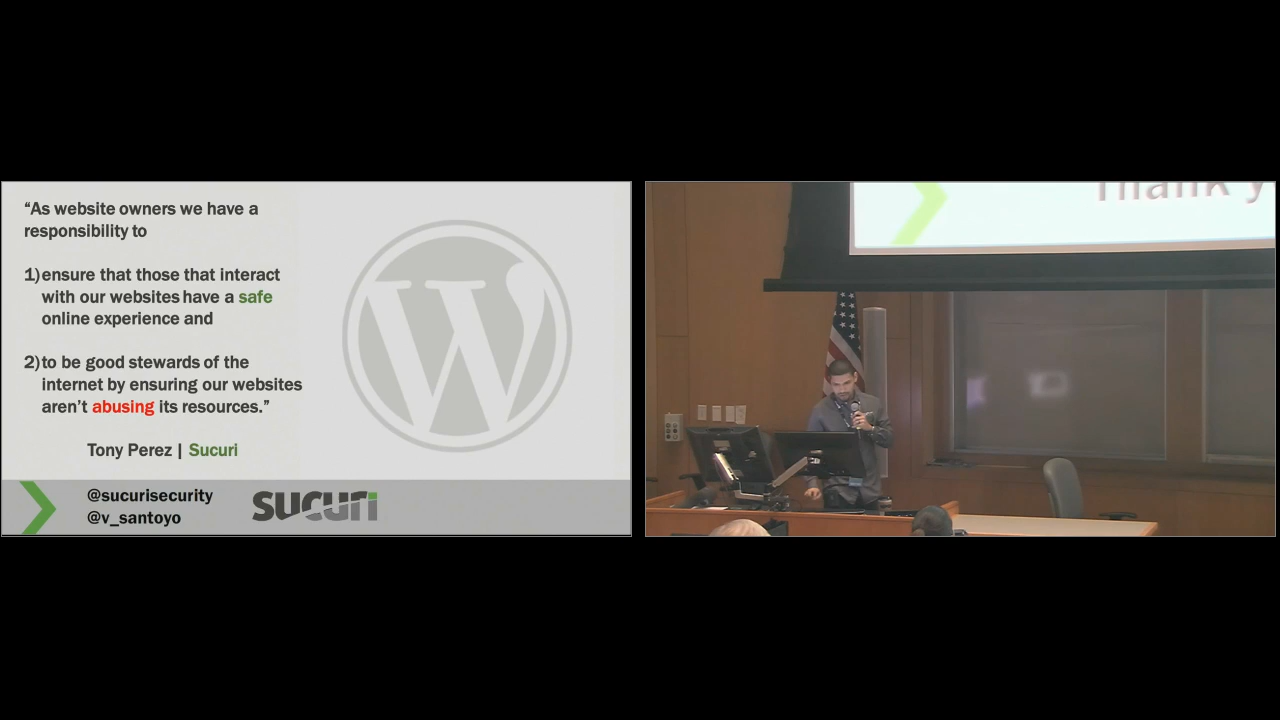 “As website owners we have a
responsibility to
1) ensure that those that interact
with our websites have a safe
online experience and
2) to be good stewards of the
internet by ensuring our websites
aren’t abusing its resources.”
Tony Perez | Sucuri
@sucurisecurity
@v_santoyo
sucuri
Thank